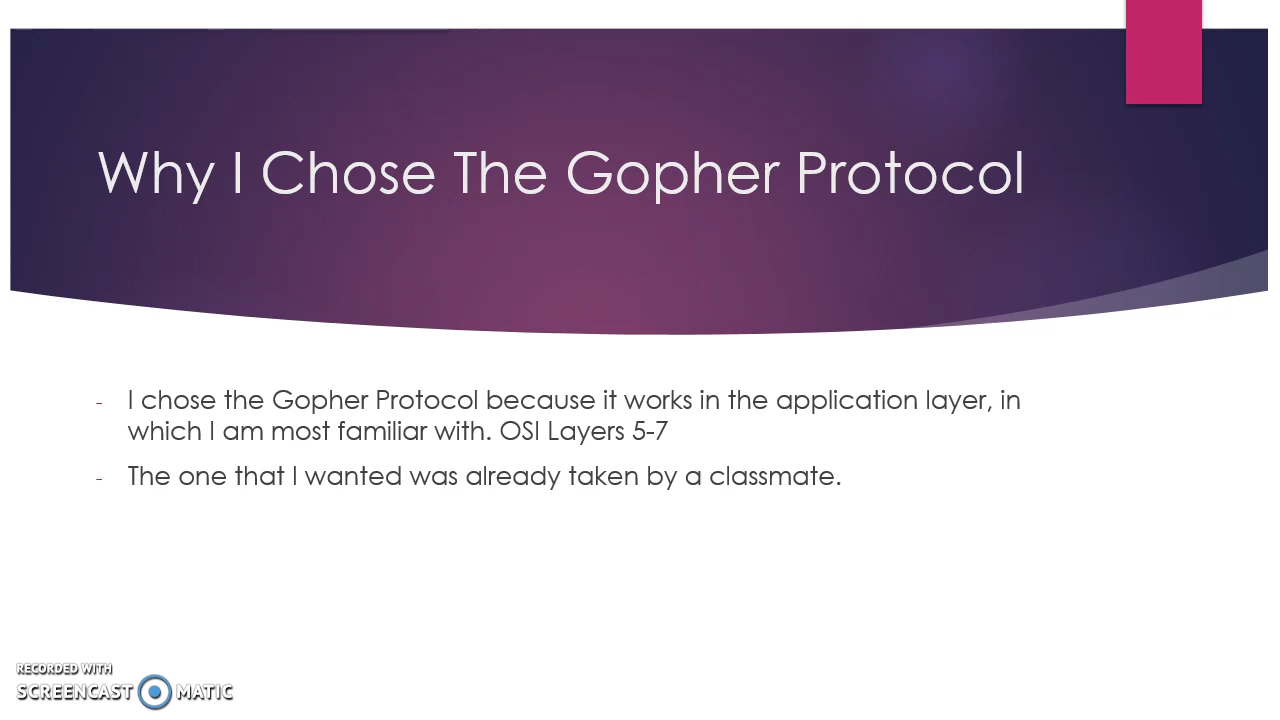 Why I Chose The Gopher Protocol
- I chose the Gopher Protocol because it works in the application layer, in
which I am most familiar with. OSI Layers 5-7
- The one that I wanted was already taken by a classmate.
RECORDED WITH
SCREENCAST MATIC